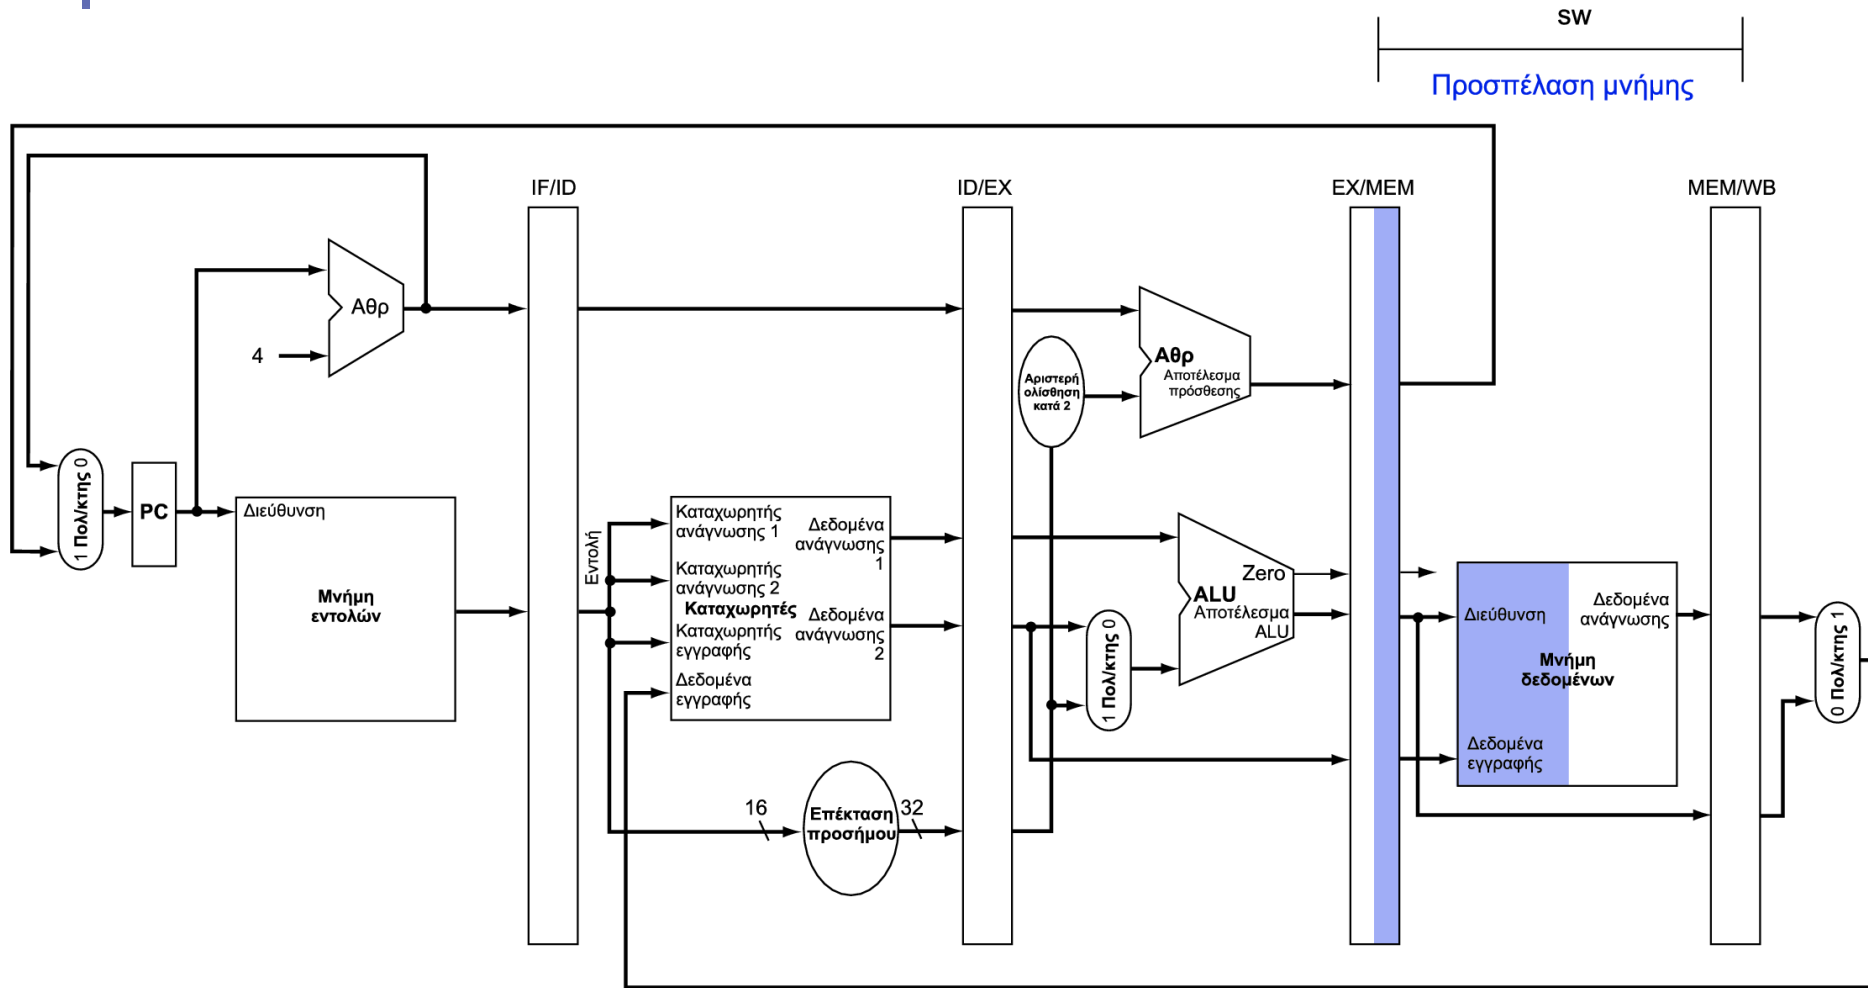 SW
Προσπέλαση μνήμης
IF/ID
ID/EX
EX/MEM
MEM/WB
Αθρ
4
Αθρ
Αποτέλεσμα
πρόσθεσης
Αριστερή
ολίσθηση
κατά 2
1 Πολ/κτης 0
PC
Διεύθυνση
Μνήμη
εντολών
Εντολή
Καταχωρητής
ανάγνωσης 1
Καταχωρητής
ανάγνωσης 2
Καταχωρητές
Καταχωρητής
εγγραφής
Δεδομένα
εγγραφής
Δεδομένα
ανάγνωσης
1
Δεδομένα
ανάγνωσης
2
16
Επέκταση
προσήμου
32
1 Πολ/κτης 0
Zero
ALU
Αποτέλεσμα
ALU
Διεύθυνση
Δεδομένα
ανάγνωσης
Μνήμη
δεδομένων
Δεδομένα
εγγραφής
0 Πολ/κτης 1